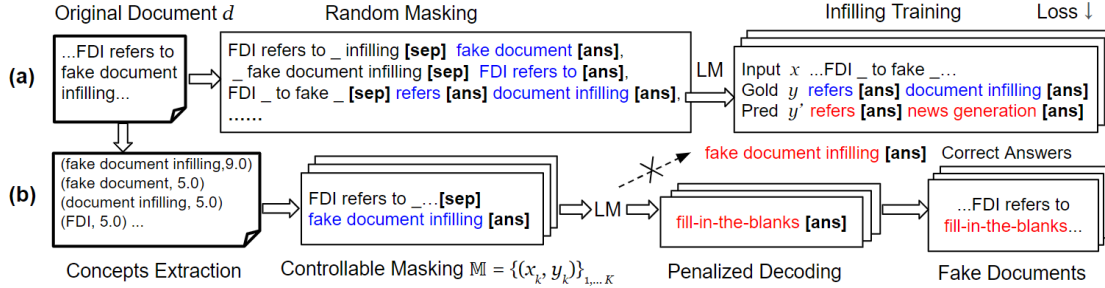 Original Document d
Random Masking
Infilling Training
Loss ↓
(a)
...FDI refers to
fake document
infilling...
FDI refers to _ infilling [sep] fake document [ans],
_ fake document infilling [sep] FDI refers to [ans],
FDI _ to fake _ [sep] refers [ans] document infilling [ans],
......
LM
Input x ...FDI _ to fake _...
Gold y refers [ans] document infilling [ans]
Pred y' refers [ans] news generation [ans]
(b)
(fake document infilling,9.0)
(fake document, 5.0)
(document infilling, 5.0)
(FDI, 5.0) ...
FDI refers to _...[sep]
fake document infilling [ans]
LM
fake document infilling [ans]
Correct Answers
fill-in-the-blanks [ans]
...FDI refers to
fill-in-the-blanks...
Concepts Extraction
Controllable Masking 𝕄 = {(x_k, y_k)}_1,...K
Penalized Decoding
Fake Documents